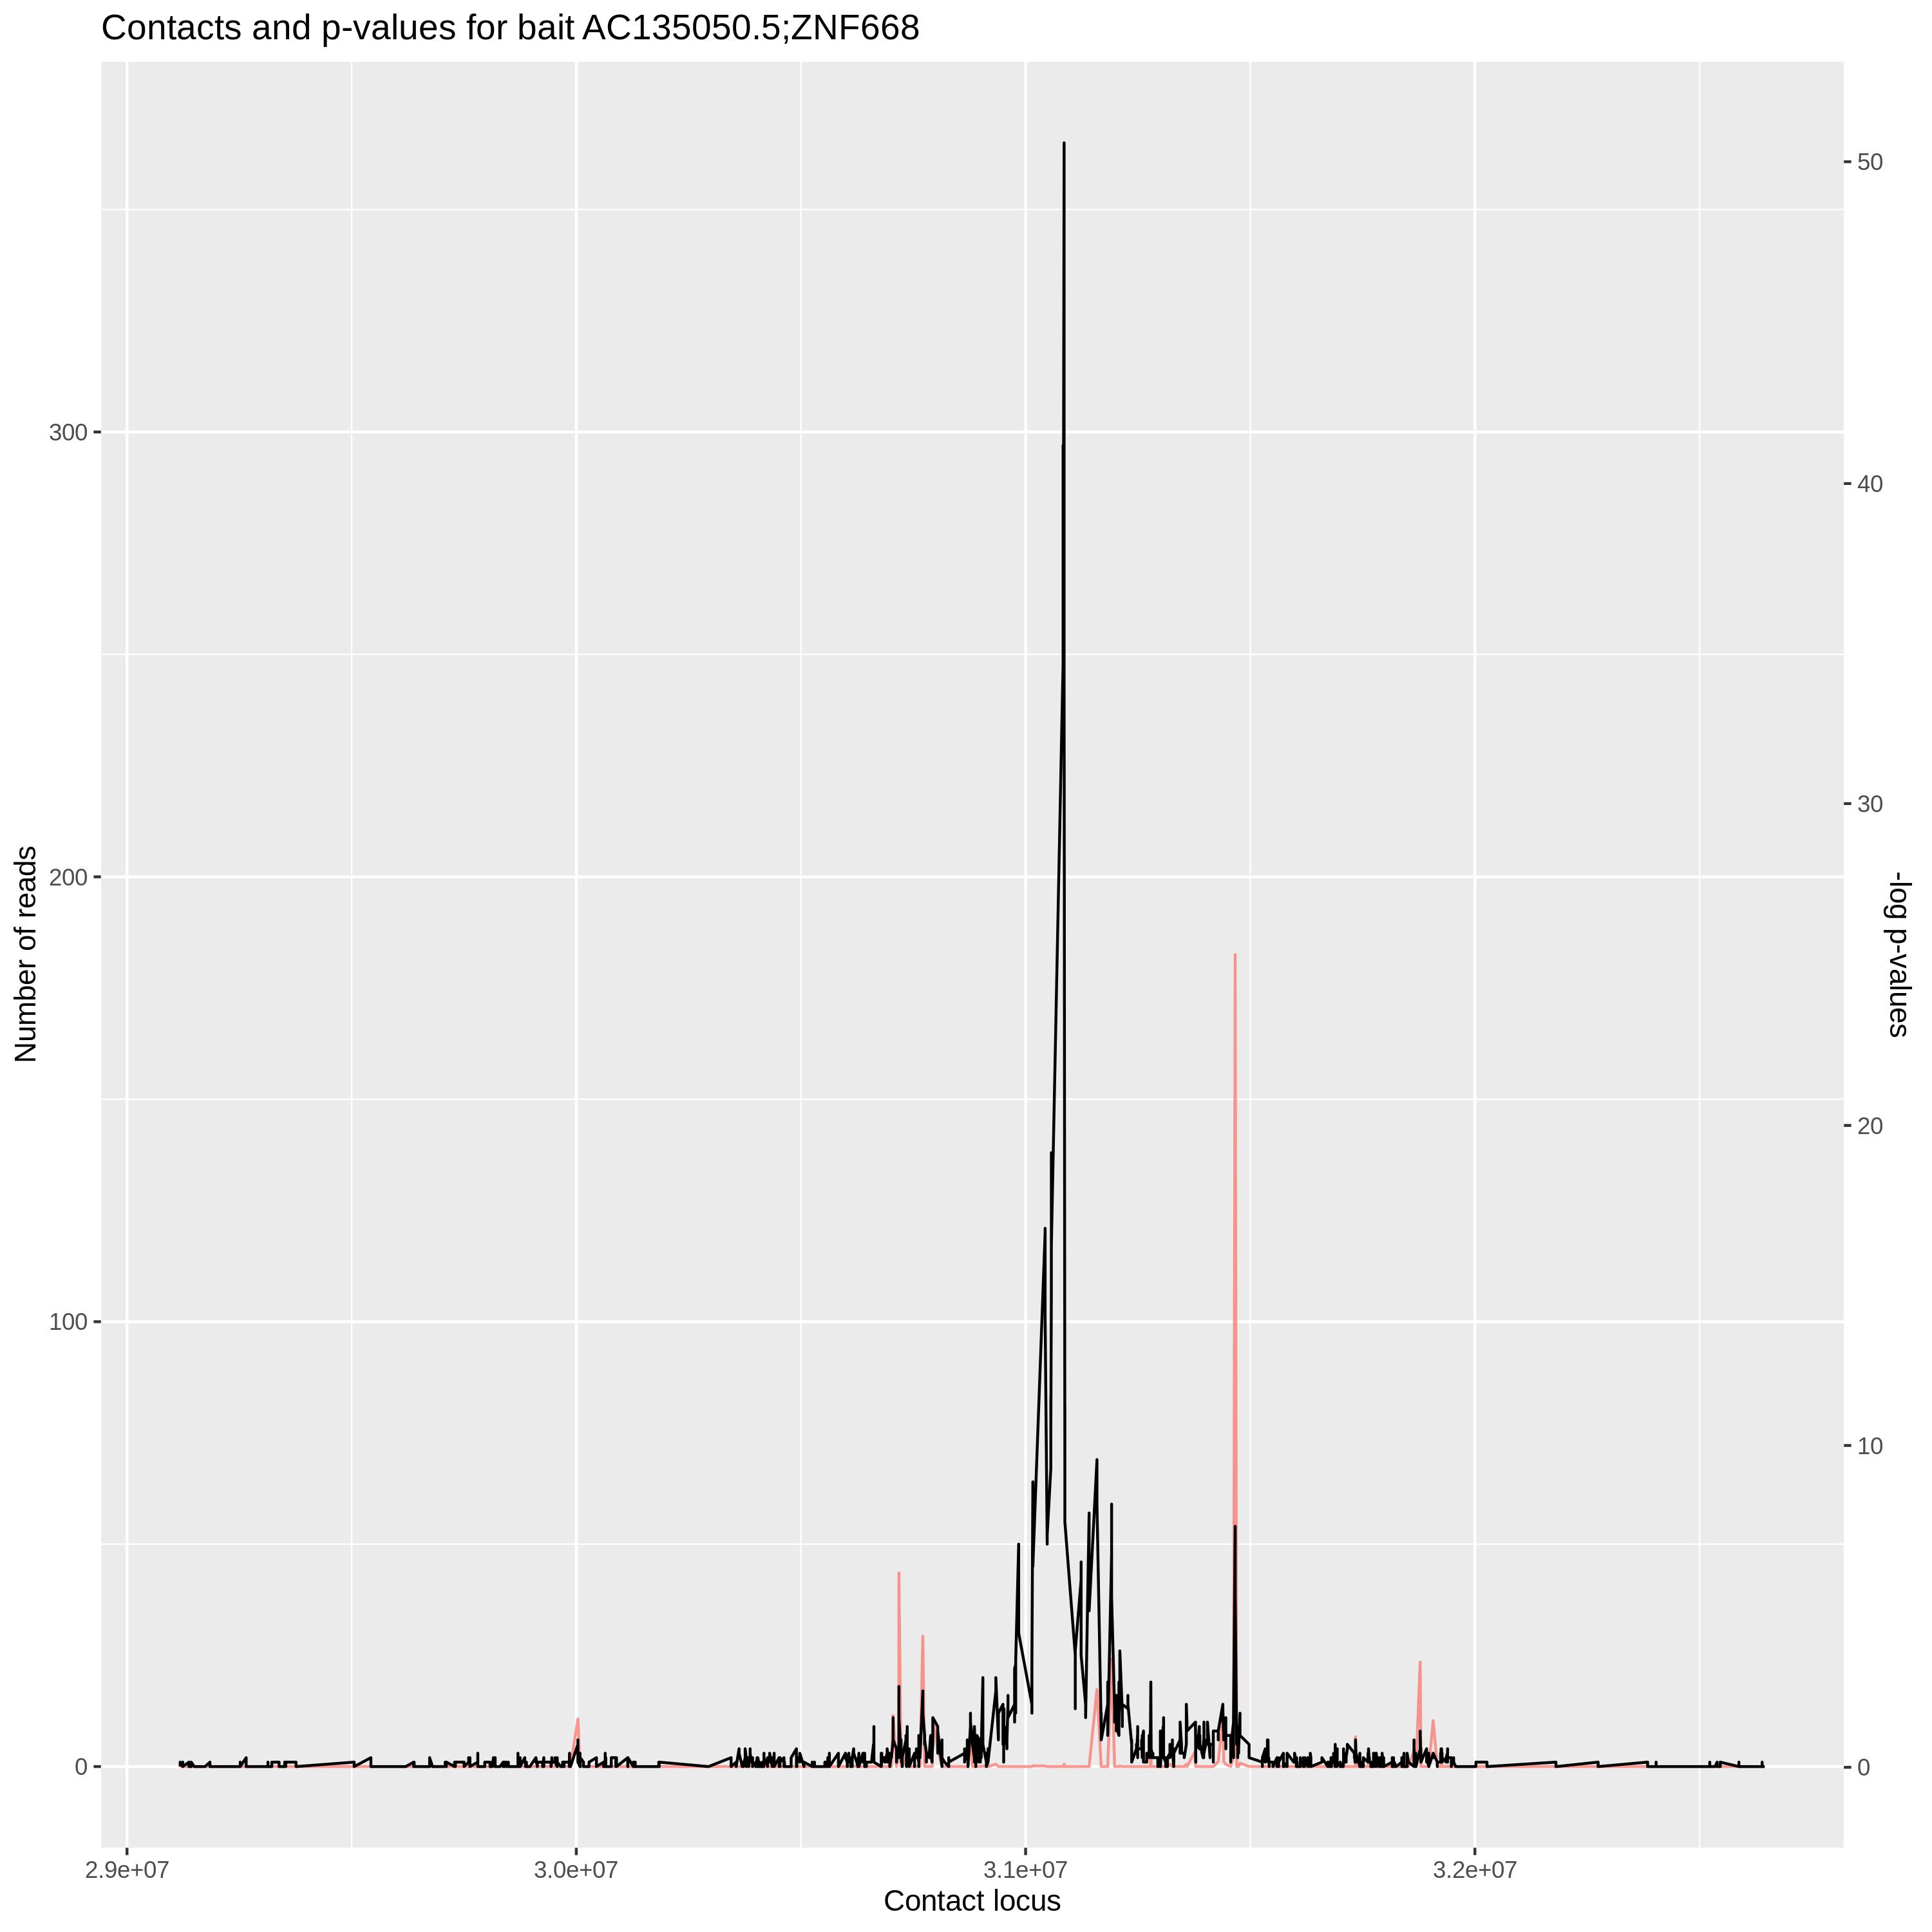 Contacts and p-values for bait AC135050.5;ZNF668
Number of reads
300
200
100
0
50
40
30
20
10
0
-log p-values
2.9e+07 3.0e+07 3.1e+07 3.2e+07
Contact locus